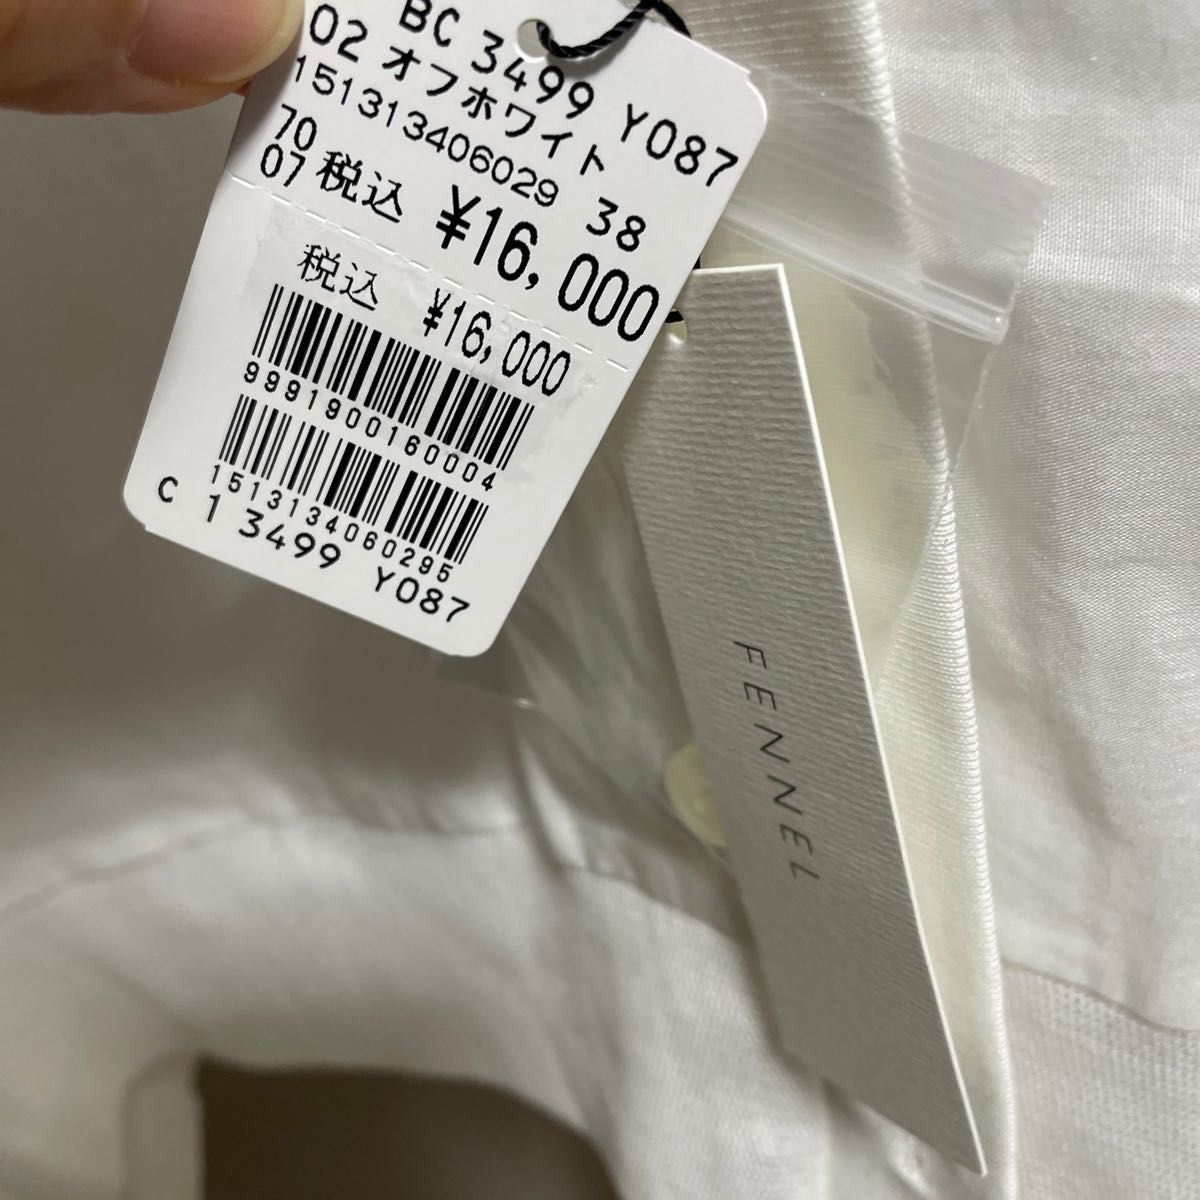 BC 3499 Y087
02 オフホワイト
151313406029 38
70
07 税込 ¥16,000
税込 ¥16,000
9991900160004
1513134060295
C 1 3499 Y087
FENNEL